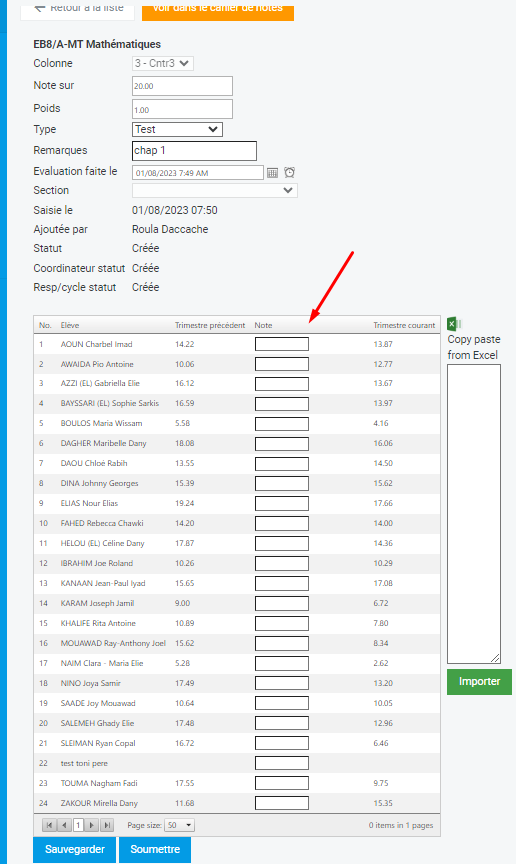 Retour à la liste Voir dans le cahier de notes
EB8/A-MT Mathématiques
Colonne 3 - Cntr3
Note sur 20.00
Poids 1.00
Type Test
Remarques chap 1
Evaluation faite le 01/08/2023 7:49 AM
Section
Saisie le 01/08/2023 07:50
Ajoutée par Roula Daccache
Statut Créée
Coordinateur statut Créée
Resp/cycle statut Créée
No. Elève Trimestre précédent Note Trimestre courant
1 AOUN Charbel Imad 14.22 13.87
2 AWAIDA Pio Antoine 10.06 12.77
3 AZZI (EL) Gabriella Elie 16.12 13.67
4 BAYSSARI (EL) Sophie Sarkis 16.59 13.97
5 BOULOS Maria Wissam 5.58 4.16
6 DAGHER Maribelle Dany 18.08 16.06
7 DAOU Chloé Rabih 13.55 14.50
8 DINA Johnny Georges 15.39 15.62
9 ELIAS Nour Elias 19.24 17.66
10 FAHED Rebecca Chawki 14.20 14.00
11 HELOU (EL) Céline Dany 17.87 14.36
12 IBRAHIM Joe Roland 10.26 10.29
13 KANAAN Jean-Paul Iyad 15.65 17.08
14 KARAM Joseph Jamil 9.00 6.72
15 KHALIFE Rita Antoine 10.89 7.80
16 MOUAWAD Ray-Anthony Joel 15.62 8.34
17 NAIM Clara - Maria Elie 5.28 2.62
18 NINO Joya Samir 17.49 13.20
19 SAADE Joy Mouawad 10.64 10.05
20 SALEMEH Ghady Elie 17.48 12.96
21 SLEIMAN Ryan Copal 16.72 6.46
22 test toni pere
23 TOUMA Nagham Fadi 17.55 9.75
24 ZAKOUR Mirella Dany 11.68 15.35
1 Page size: 50 0 items in 1 pages
Sauvegarder Soumettre
Copy paste
from Excel
Importer